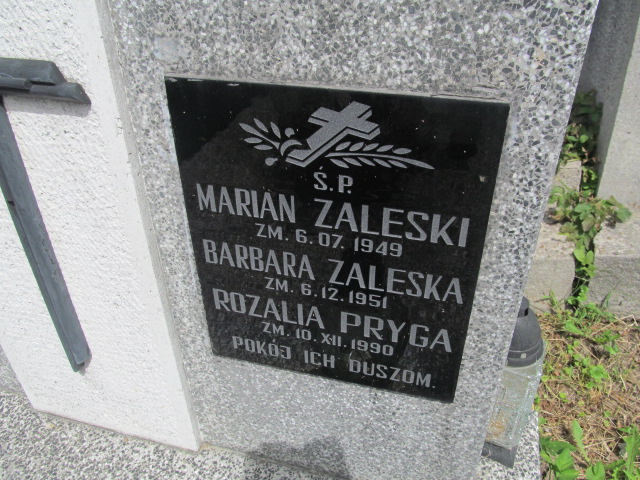 Ś.P.
MARIAN ZALESKI
ZM. 6.07.1949
BARBARA ZALESKA
ZM. 6.12.1951
ROZALIA PRYGA
ZM. 10.XII.1990
POKÓJ ICH DUSZOM.